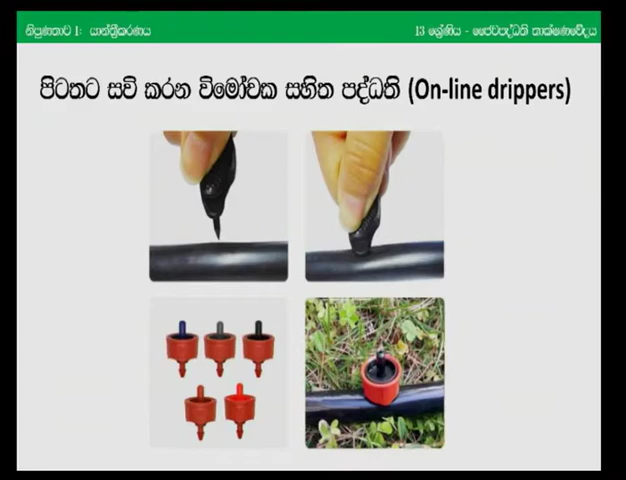 නිපුණතාව 1: යාන්ත්‍රීකරණය
13 ශ්‍රේණිය - ජෛවපද්ධති තාක්ෂණවේදය
පිටතට සවි කරන විමෝචක සහිත පද්ධති (On-line drippers)